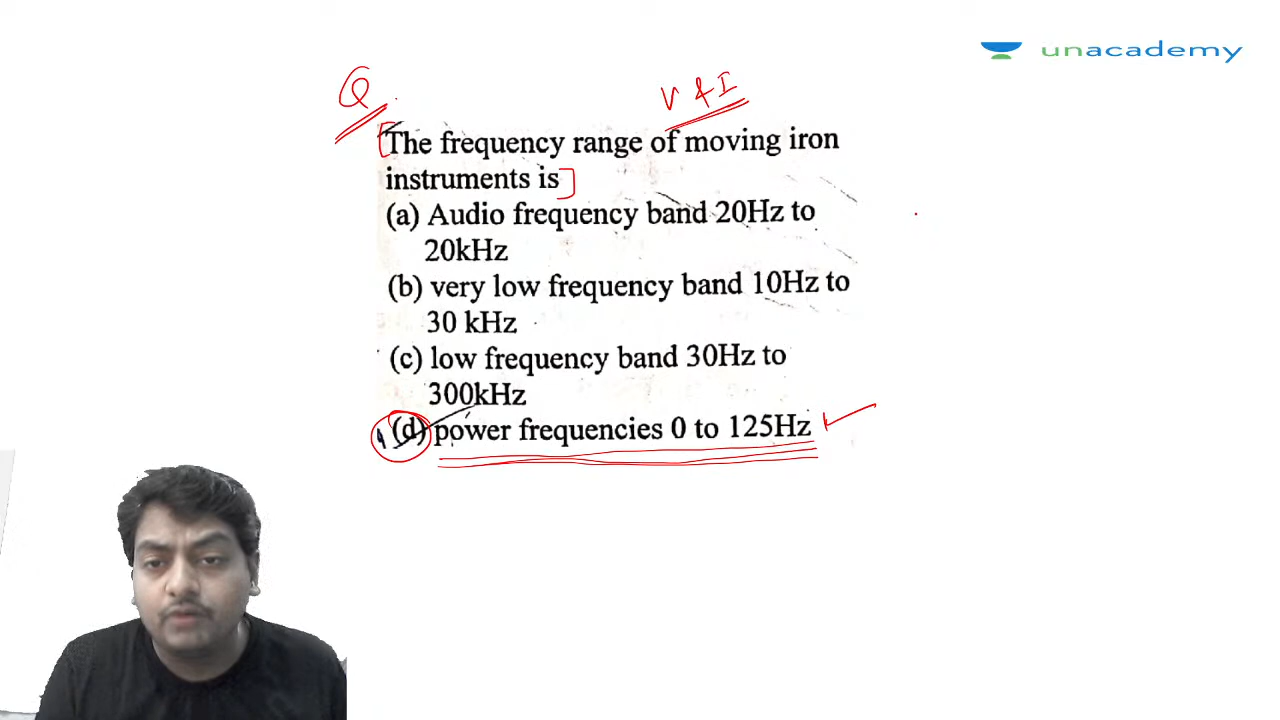 unacademy
Q
V & I
The frequency range of moving iron
instruments is
(a) Audio frequency band 20Hz to
20kHz
(b) very low frequency band 10Hz to
30 kHz
(c) low frequency band 30Hz to
300kHz
(d) power frequencies 0 to 125Hz